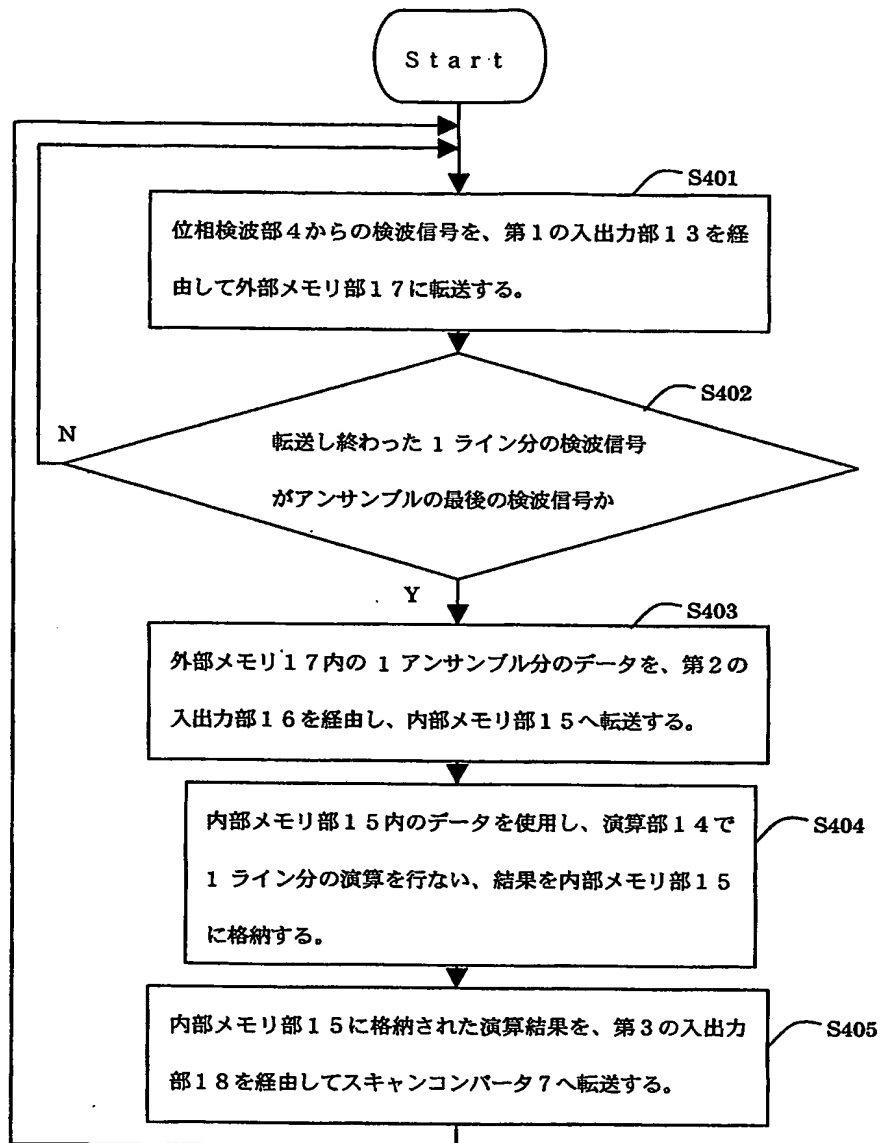 Start
S401
位相検波部4からの検波信号を、第1の入出力部13を経
由して外部メモリ部17に転送する。
S402
N
転送し終わった 1 ライン分の検波信号
がアンサンブルの最後の検波信号か
Y
S403
外部メモリ17内の 1 アンサンブル分のデータを、第2の
入出力部16を経由し、内部メモリ部15へ転送する。
S404
内部メモリ部15内のデータを使用し、演算部14で
1 ライン分の演算を行ない、結果を内部メモリ部15
に格納する。
S405
内部メモリ部15に格納された演算結果を、第3の入出力
部18を経由してスキャンコンバータ7へ転送する。